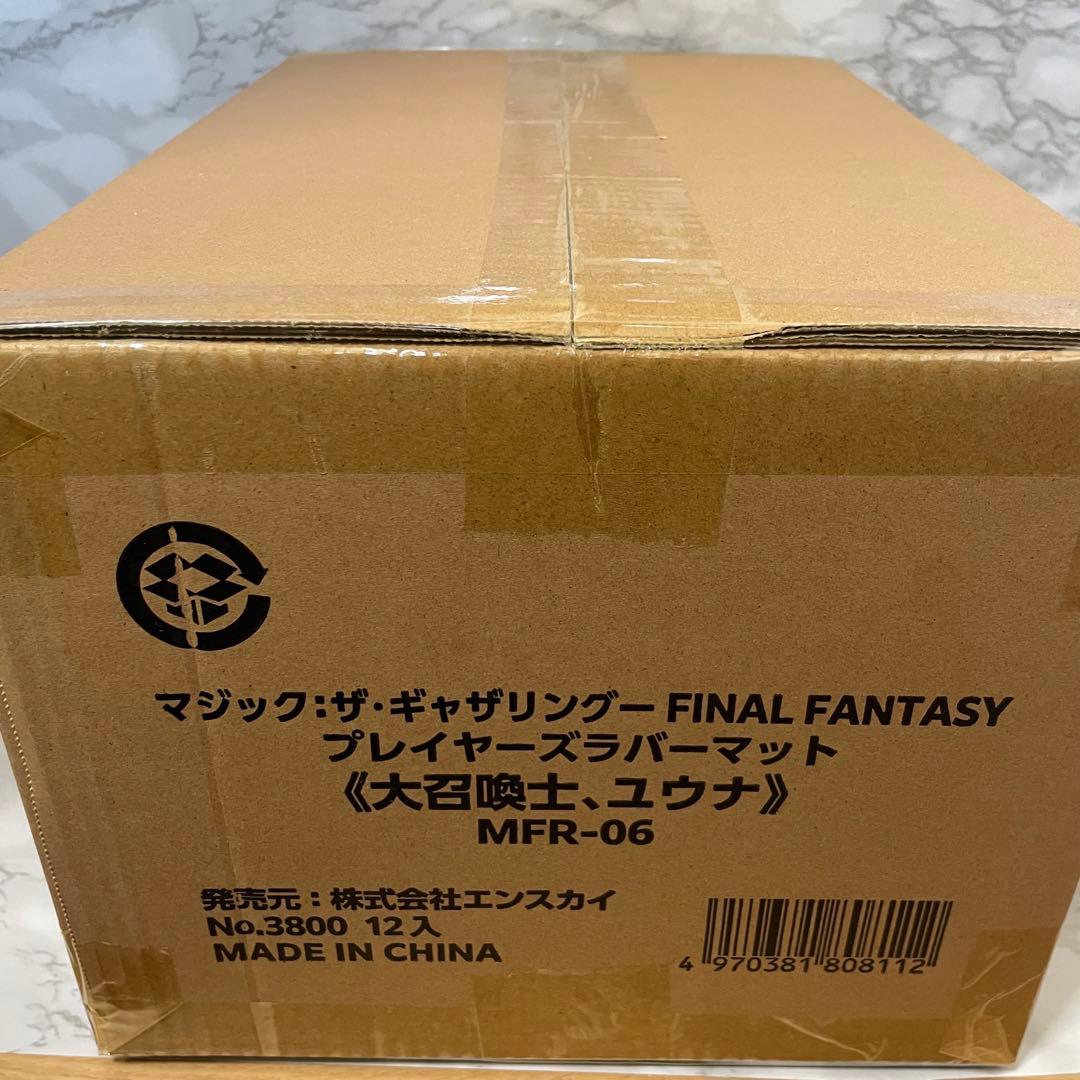 マジック:ザ・ギャザリングー FINAL FANTASY
プレイヤーズラバーマット
《大召喚士、ユウナ》
MFR-06
発売元：株式会社エンスカイ
No.3800 12入
MADE IN CHINA
4 970381 808112